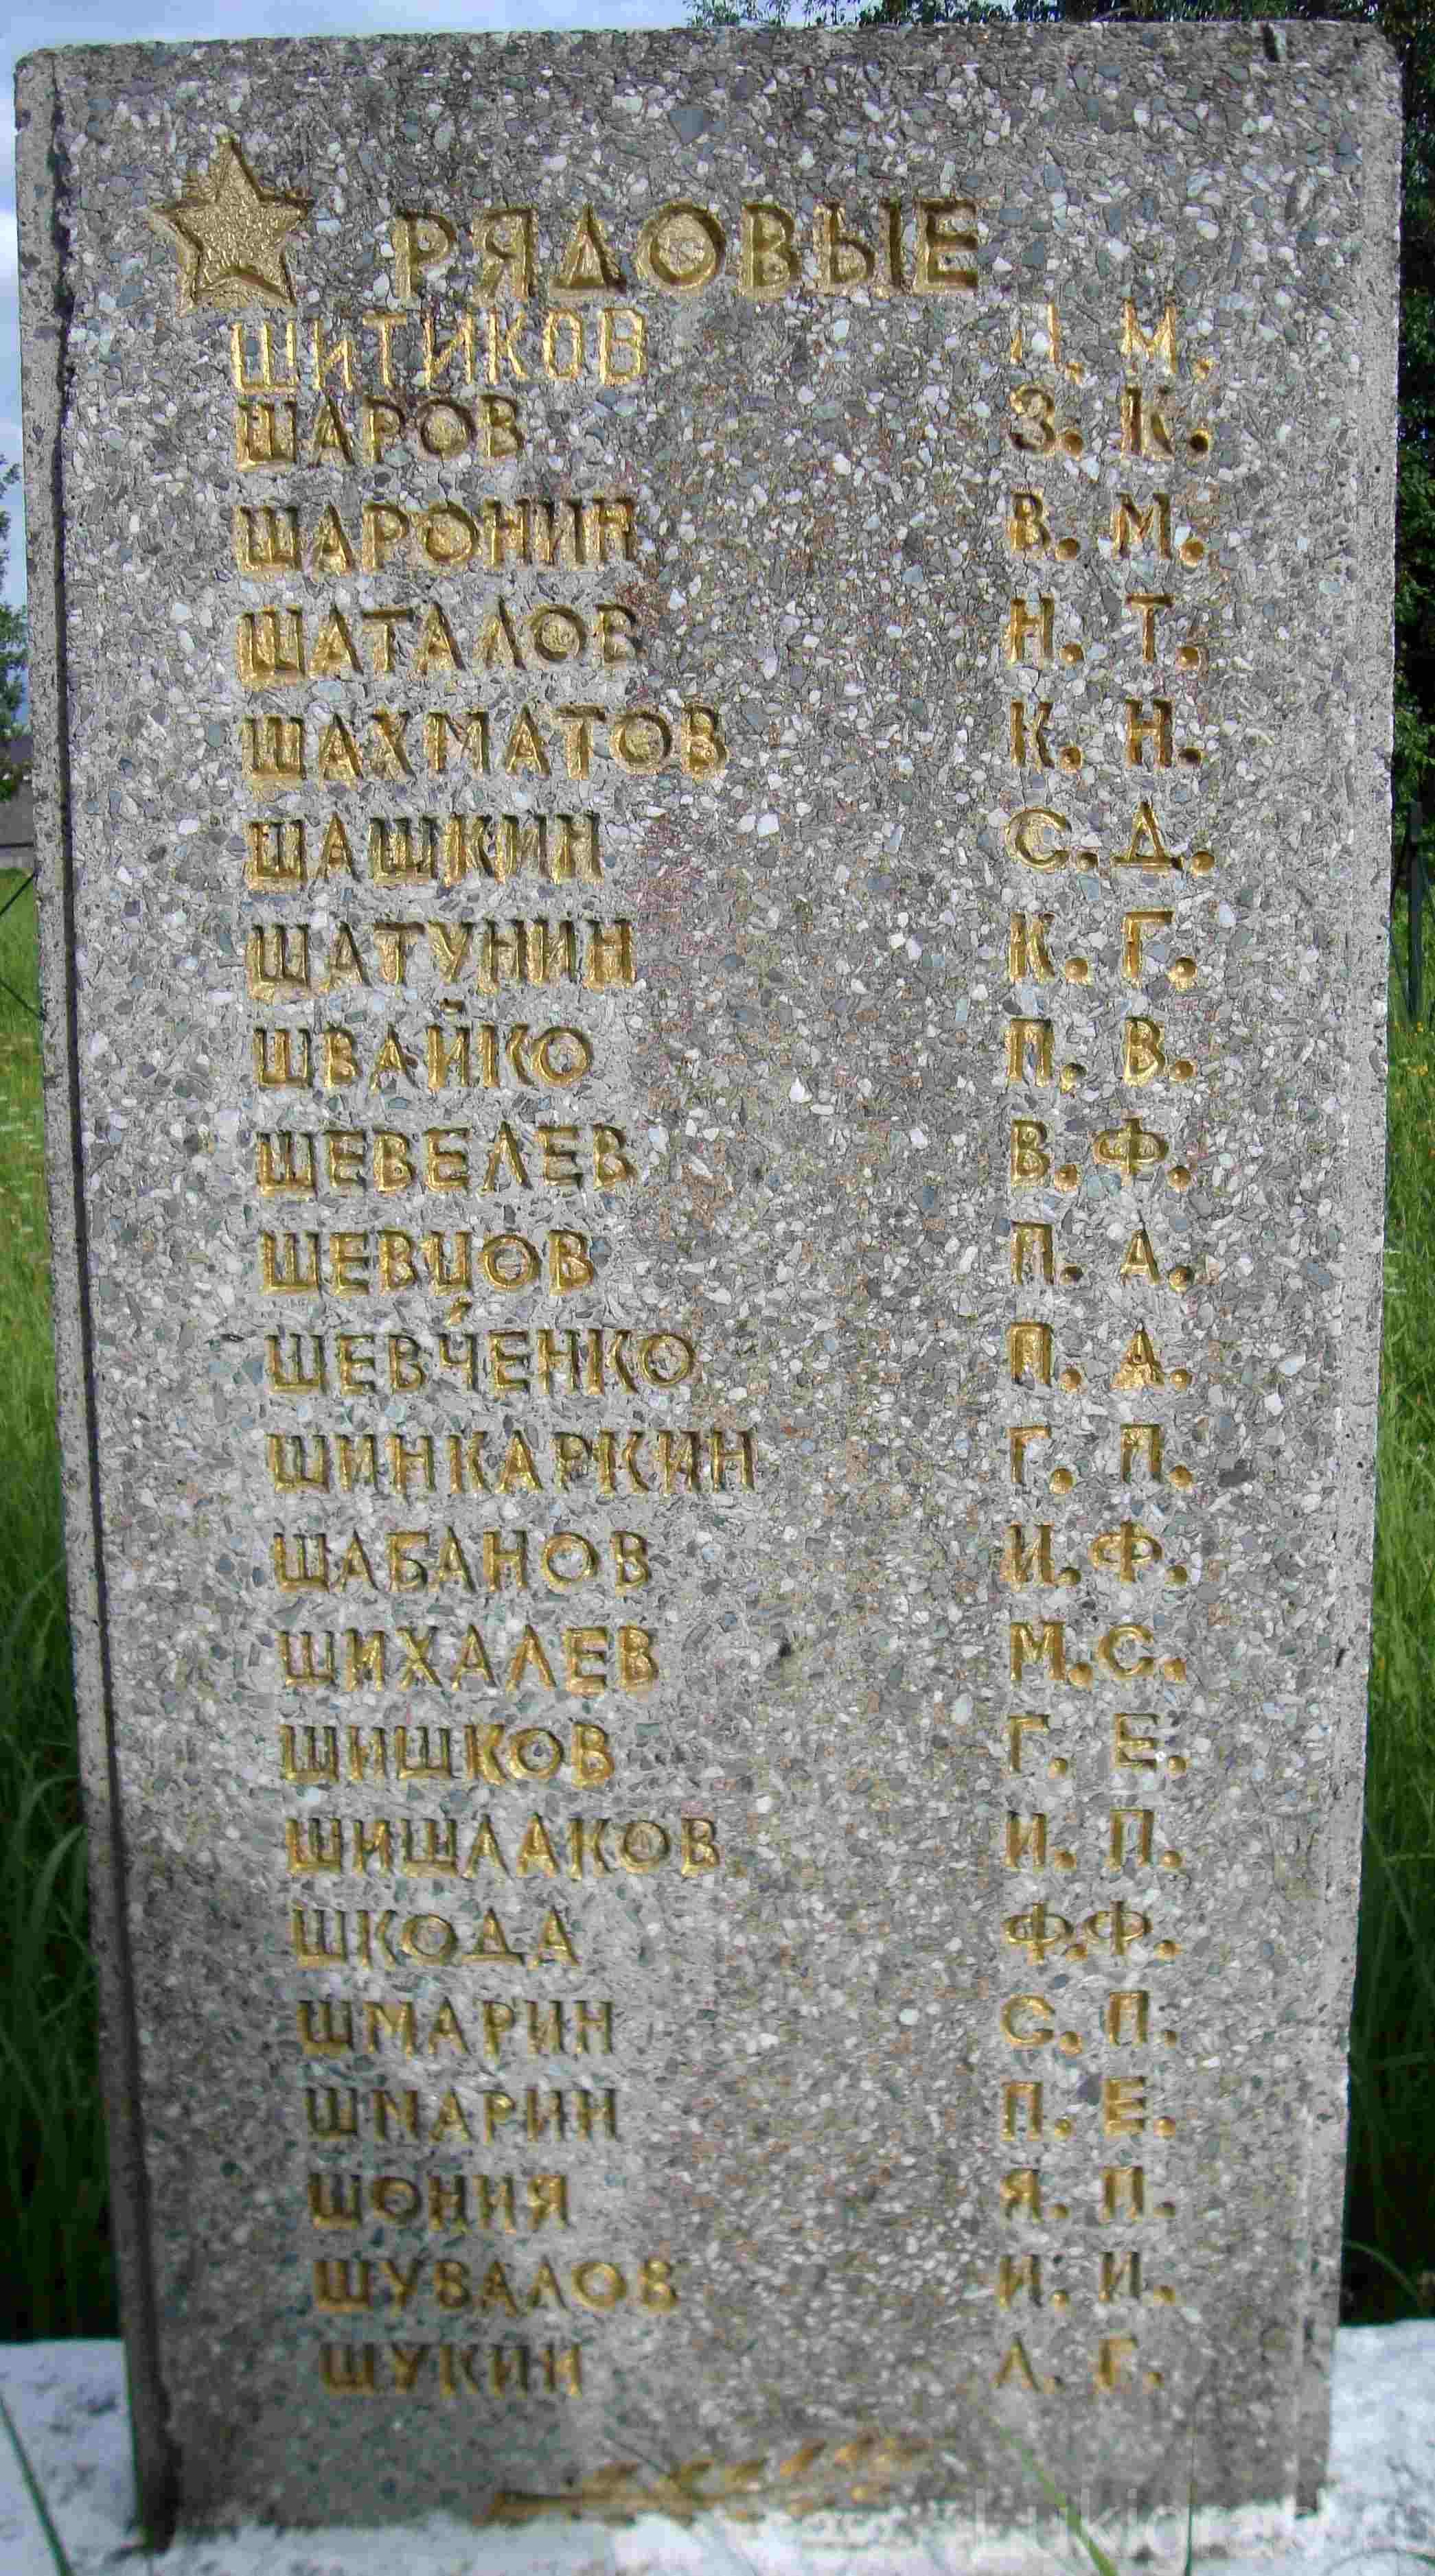 РЯДОВЫЕ
ШИТИКОВ Л. М.
ШАРОВ З. К.
ШАРОНИН В. М.
ШАТАЛОВ Н. Т.
ШАХМАТОВ К. Н.
ШАШКИН С. Д.
ШАТУНИН К. Г.
ШВАЙКО П. В.
ШЕВЕЛЕВ В. Ф.
ШЕВЦОВ П. А.
ШЕВЧЕНКО П. А.
ШИНКАРКИН Г. П.
ШАБАНОВ И. Ф.
ШИХАЛЕВ М. С.
ШИШКОВ Г. Е.
ШИШЛАКОВ И. П.
ШКОДА Ф. Ф.
ШМАРИН С. П.
ШМАРИН П. Е.
ШОНИЯ Я. П.
ШУВАЛОВ И. И.
ШУКИН Л. Г.